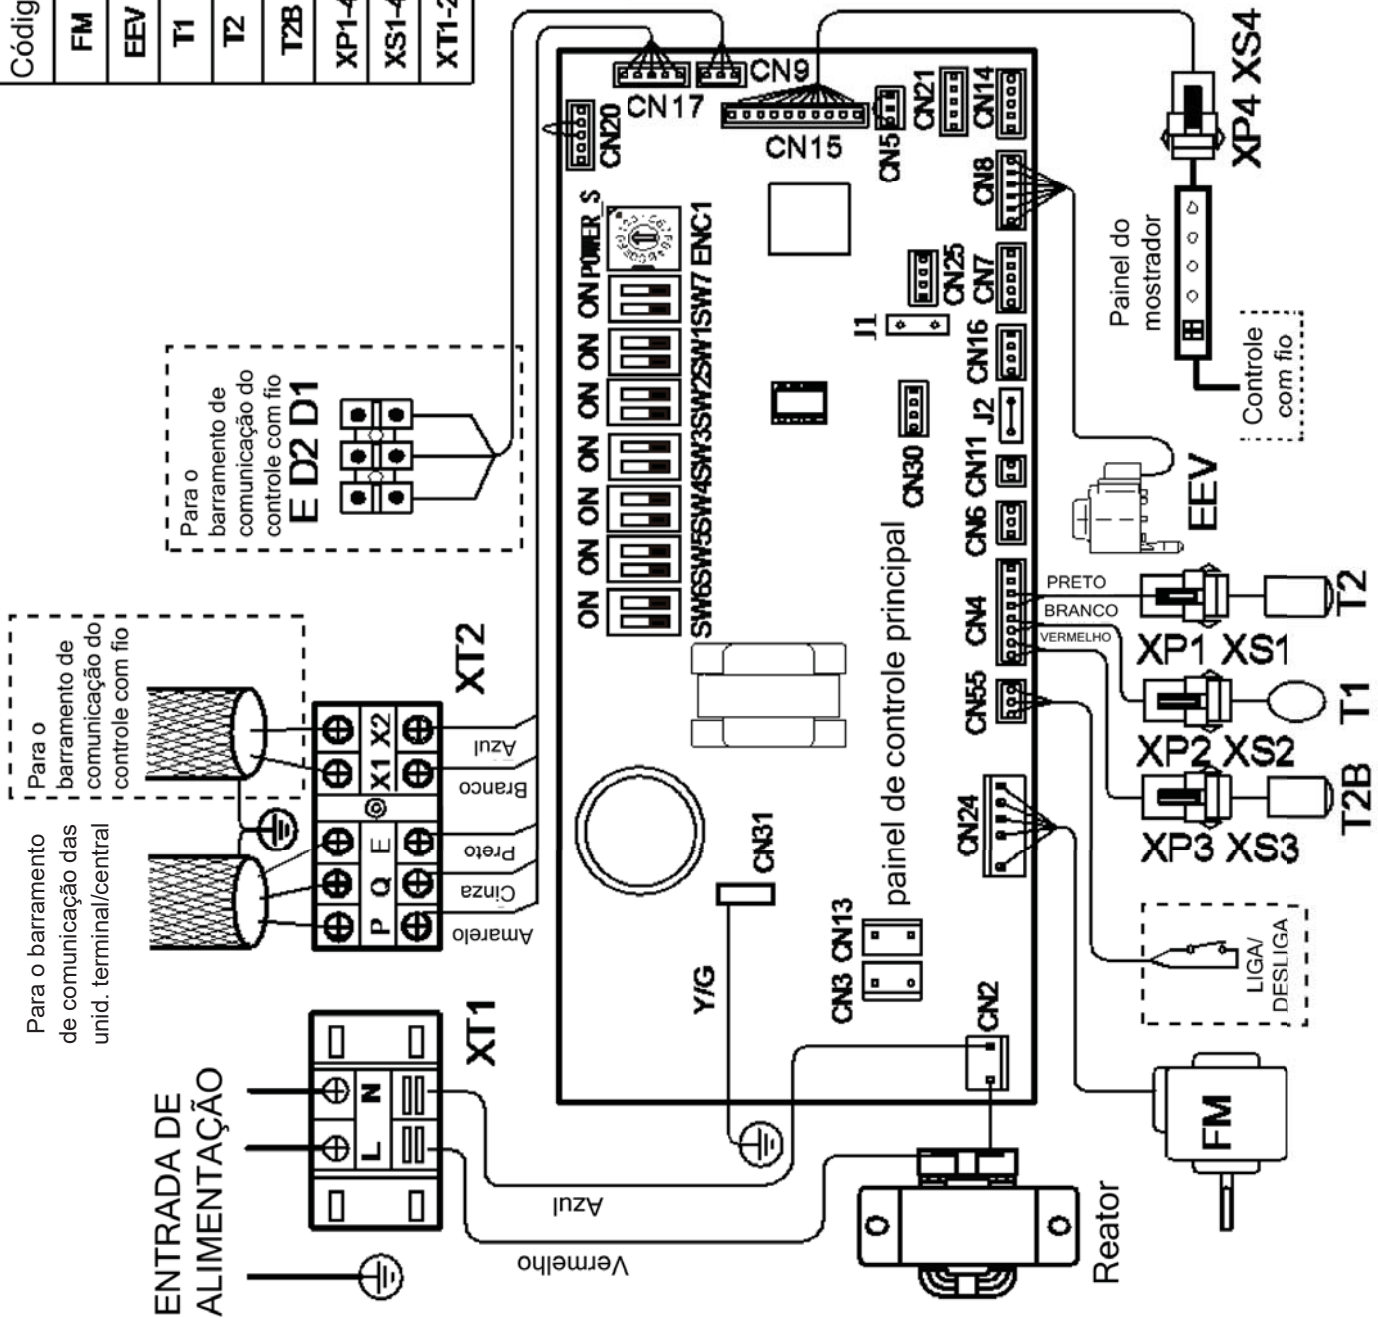 Códig
FM
EEV
T1
T2
T2B
XP1-4
XS1-4
XT1-2
Para o
barramento de
comunicação do
controle com fio
E D2 D1
Para o
barramento de
comunicação do
controle com fio
Para o barramento
de comunicação das
unid. terminal/central
ENTRADA DE
ALIMENTAÇÃO
XT1
L N
XT2
P Q E X1 X2
Amarelo
Cinza
Preto
Branco
Azul
Azul
Vermelho
Reator
Y/G
CN31
CN3 CN13
CN2
painel de controle principal
ON ON ON ON ON ON ON POWER_S
SW6SW5SW4SW3SW2SW1SW7 ENC1
CN20
CN17
CN9
CN15
CN5
CN21
CN14
CN8
CN25
CN7
J1
CN16
CN30
J2
CN11
CN6
CN4
CN55
CN24
PRETO
BRANCO
VERMELHO
XP1 XS1
T2
XP2 XS2
T1
XP3 XS3
T2B
EEV
XP4 XS4
Painel do
mostrador
Controle
com fio
LIGA/
DESLIGA
FM